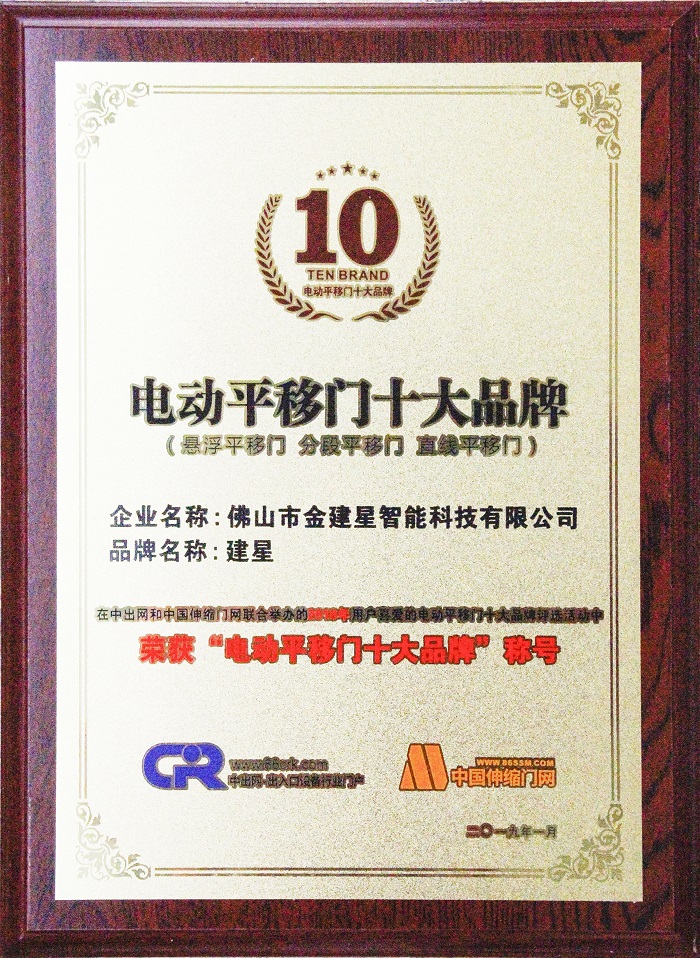 10
TEN BRAND
电动平移门十大品牌
电动平移门十大品牌
(悬浮平移门 分段平移门 直线平移门)
企业名称:佛山市金建星智能科技有限公司
品牌名称:建星
在中出网和中国伸缩门网联合举办的用户喜爱的电动平移门十大品牌评选活动中
荣获“电动平移门十大品牌”称号
CR
中出网-出入口设备行业门户
WWW.86SSM.COM
中国伸缩门网
二〇一九年一月